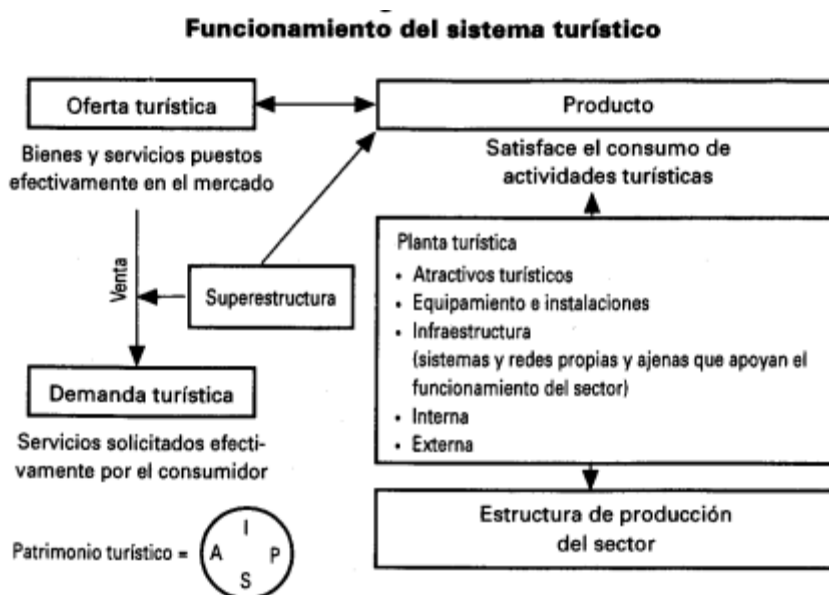 Funcionamiento del sistema turístico
Oferta turística
Bienes y servicios puestos
efectivamente en el mercado
Venta
Superestructura
Demanda turística
Servicios solicitados efecti-
vamente por el consumidor
Patrimonio turístico =
I
A P
S
Producto
Satisface el consumo de
actividades turísticas
Planta turística
• Atractivos turísticos
• Equipamiento e instalaciones
• Infraestructura
(sistemas y redes propias y ajenas que apoyan el
funcionamiento del sector)
• Interna
• Externa
Estructura de producción
del sector